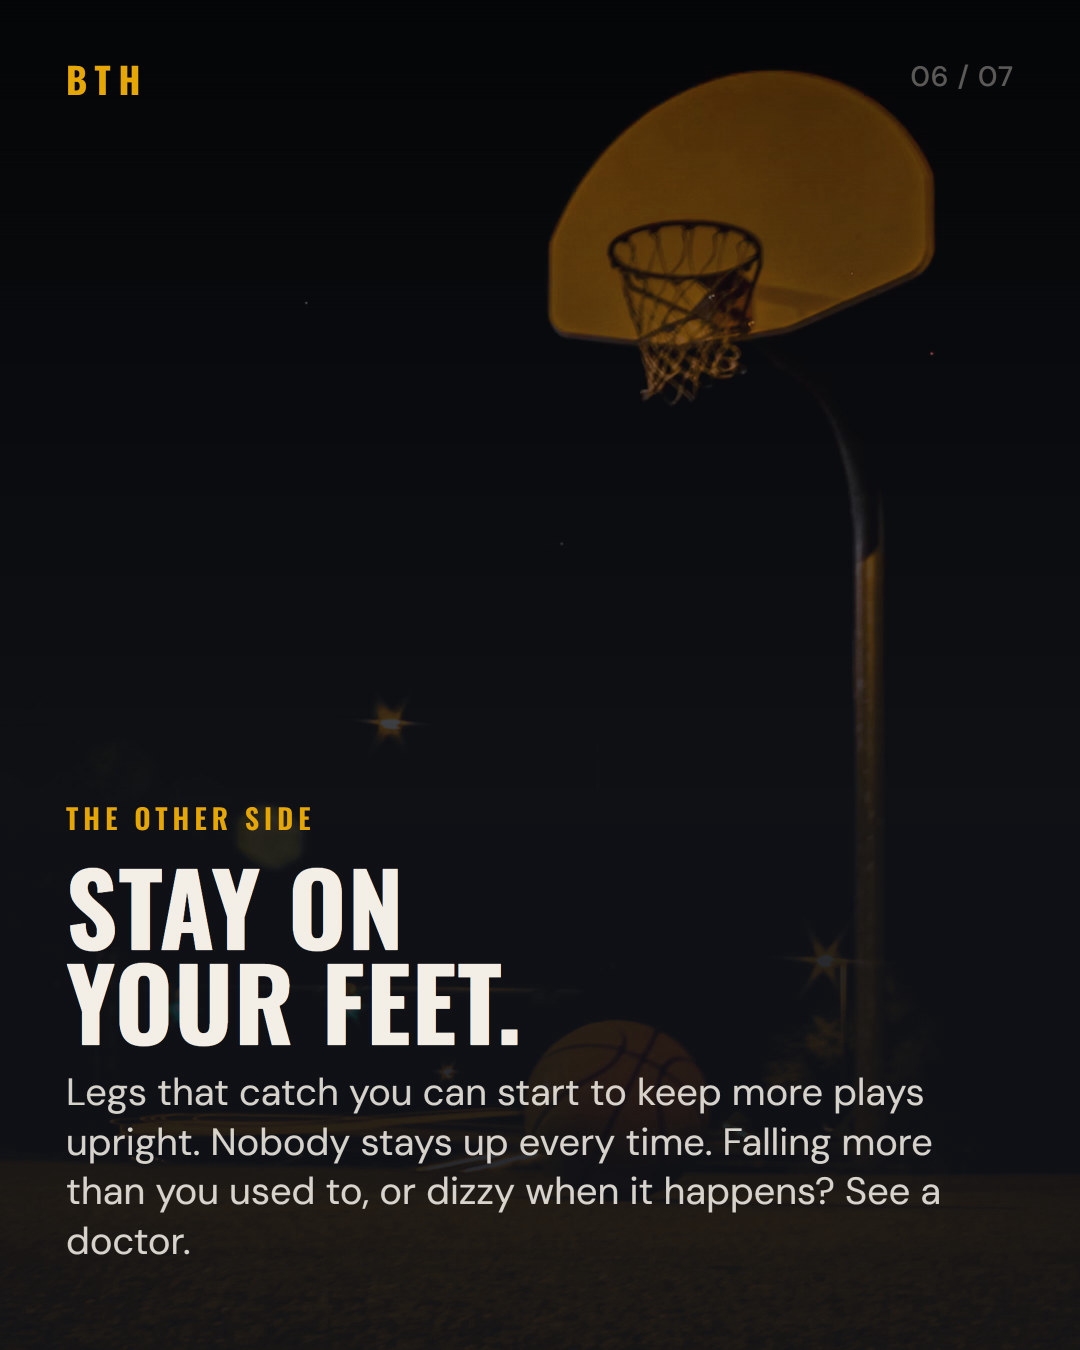 BTH
06 / 07
THE OTHER SIDE
STAY ON
YOUR FEET.
Legs that catch you can start to keep more plays
upright. Nobody stays up every time. Falling more
than you used to, or dizzy when it happens? See a
doctor.